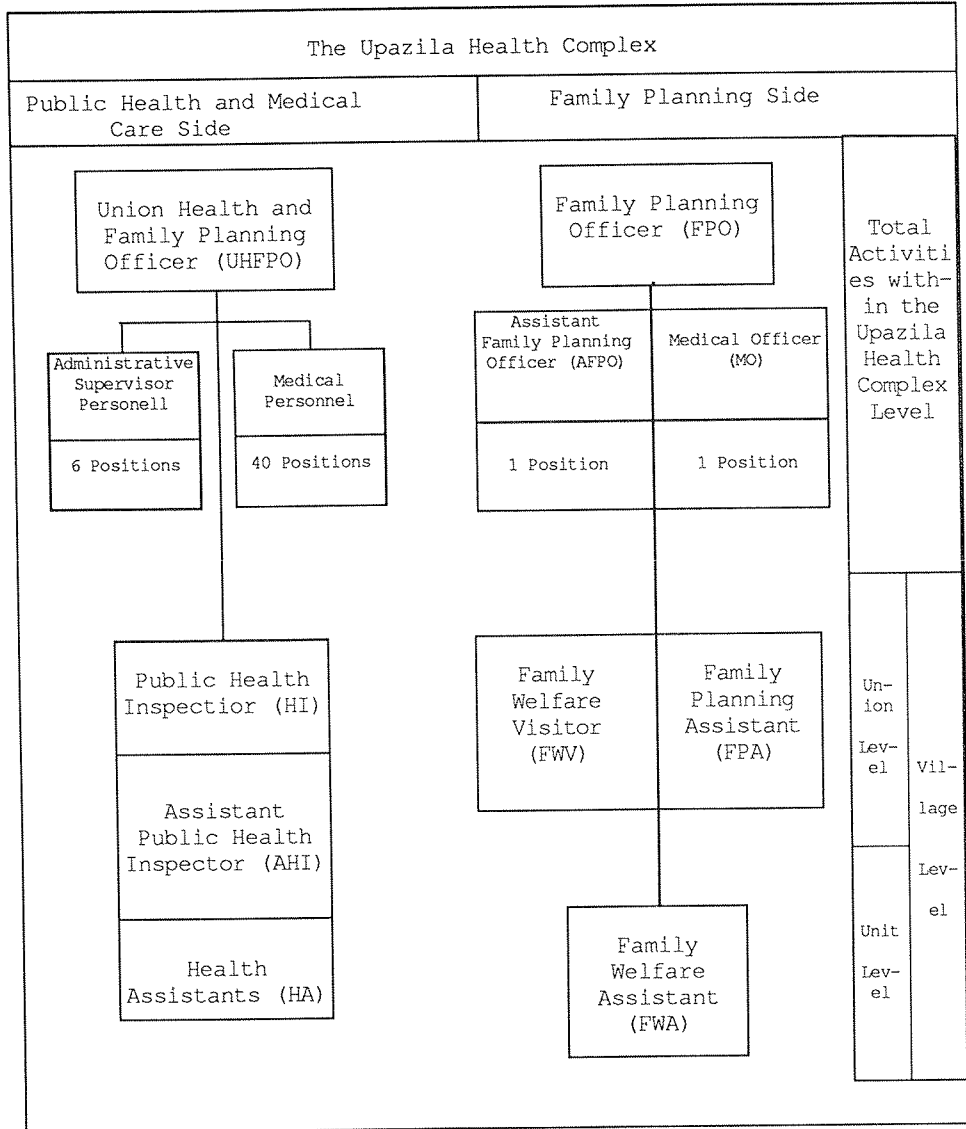 The Upazila Health Complex
Public Health and Medical
Care Side
Family Planning Side
Union Health and
Family Planning
Officer (UHFPO)
Administrative
Supervisor
Personell
6 Positions
Medical
Personnel
40 Positions
Public Health
Inspectior (HI)
Assistant
Public Health
Inspector (AHI)
Health
Assistants (HA)
Family Planning
Officer (FPO)
Assistant
Family Planning
Officer (AFPO)
1 Position
Medical Officer
(MO)
1 Position
Family
Welfare
Visitor
(FWV)
Family
Planning
Assistant
(FPA)
Family
Welfare
Assistant
(FWA)
Total
Activiti
es with-
in the
Upazila
Health
Complex
Level
Un-
ion
Lev-
el
Unit
Lev-
el
Vil-
lage
Lev-
el